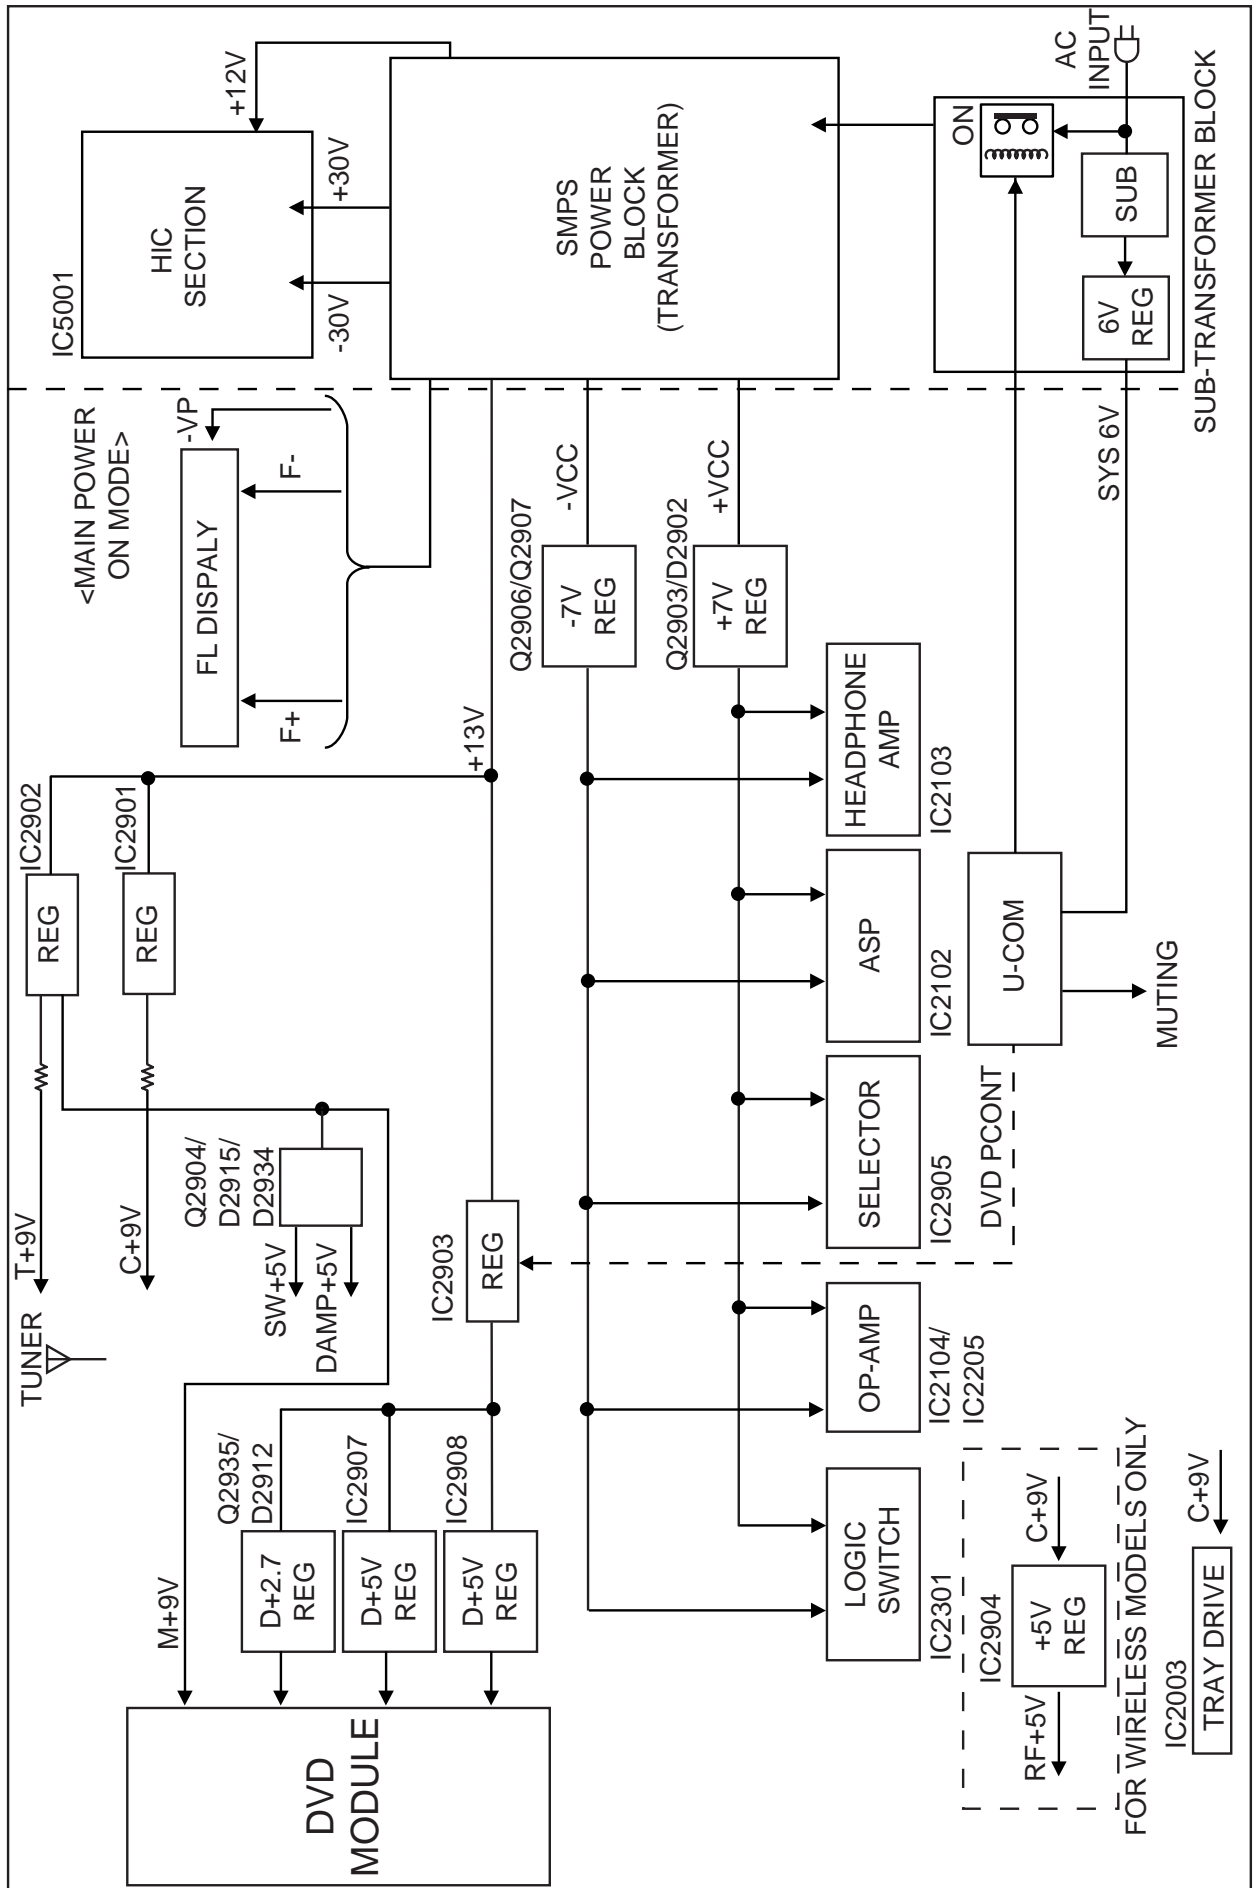 TUNER
T+9V
REG
IC2902
C+9V
REG
IC2901
<MAIN POWER
ON MODE>
FL DISPALY
F+
F-
-VP
IC5001
HIC
SECTION
-30V
+30V
+12V
M+9V
Q2935/
D2912
D+2.7
REG
IC2907
D+5V
REG
IC2908
D+5V
REG
DVD
MODULE
SW+5V
DAMP+5V
Q2904/
D2915/
D2934
IC2903
REG
+13V
Q2906/Q2907
-7V
REG
-VCC
Q2903/D2902
+7V
REG
+VCC
SMPS
POWER
BLOCK
(TRANSFORMER)
LOGIC
SWITCH
IC2301
OP-AMP
IC2104/
IC2205
SELECTOR
IC2905
ASP
IC2102
HEADPHONE
AMP
IC2103
DVD PCONT
U-COM
MUTING
SYS 6V
ON
SUB
6V
REG
AC
INPUT
SUB-TRANSFORMER BLOCK
IC2904
RF+5V
+5V
REG
C+9V
FOR WIRELESS MODELS ONLY
IC2003
TRAY DRIVE
C+9V